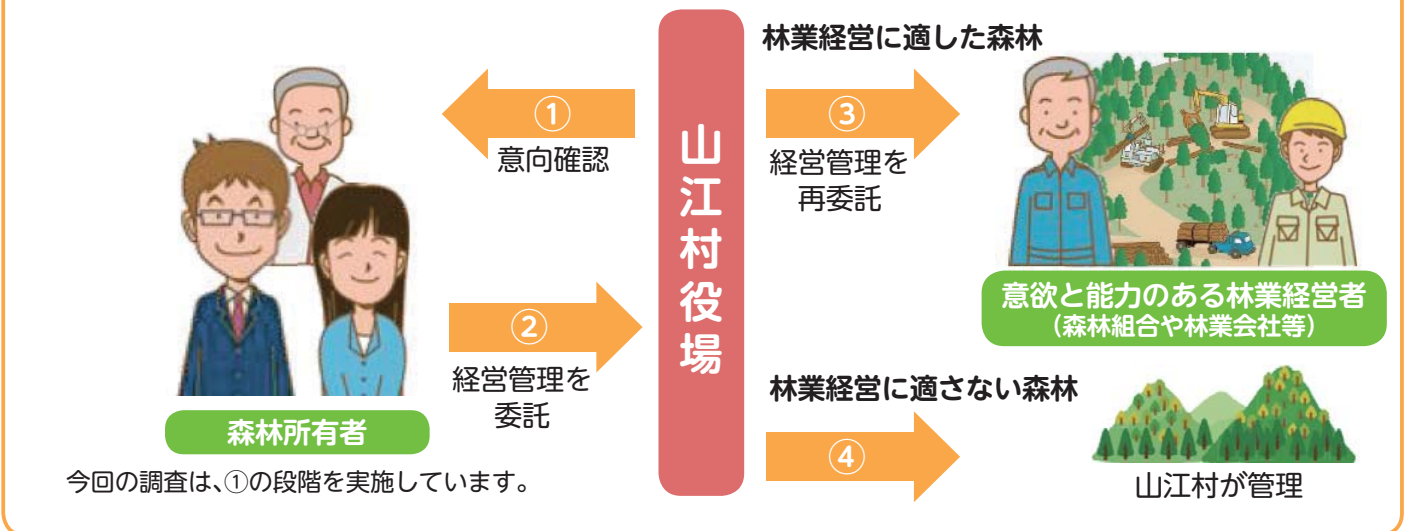 ①
意向確認
②
経営管理を
委託
森林所有者
今回の調査は、①の段階を実施しています。
山江村役場
林業経営に適した森林
③
経営管理を
再委託
意欲と能力のある林業経営者
（森林組合や林業会社等）
林業経営に適さない森林
④
山江村が管理